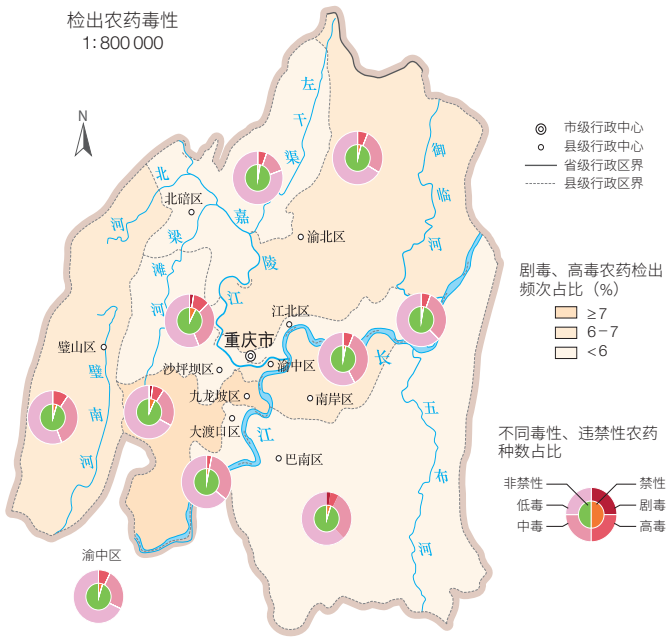 检出农药毒性
1:800 000
N
市级行政中心
县级行政中心
省级行政区界
县级行政区界
剧毒、高毒农药检出
频次占比（%）
≥7
6－7
<6
不同毒性、违禁性农药
种数占比
非禁性
禁性
低毒
剧毒
中毒
高毒
左
干
渠
御
临
河
北
河
北碚区
梁
滩
河
嘉
陵
江
渝北区
江北区
重庆市
渝中区
璧山区
沙坪坝区
九龙坡区
大渡口区
南岸区
巴南区
璧
南
河
长
江
五
布
河
渝中区